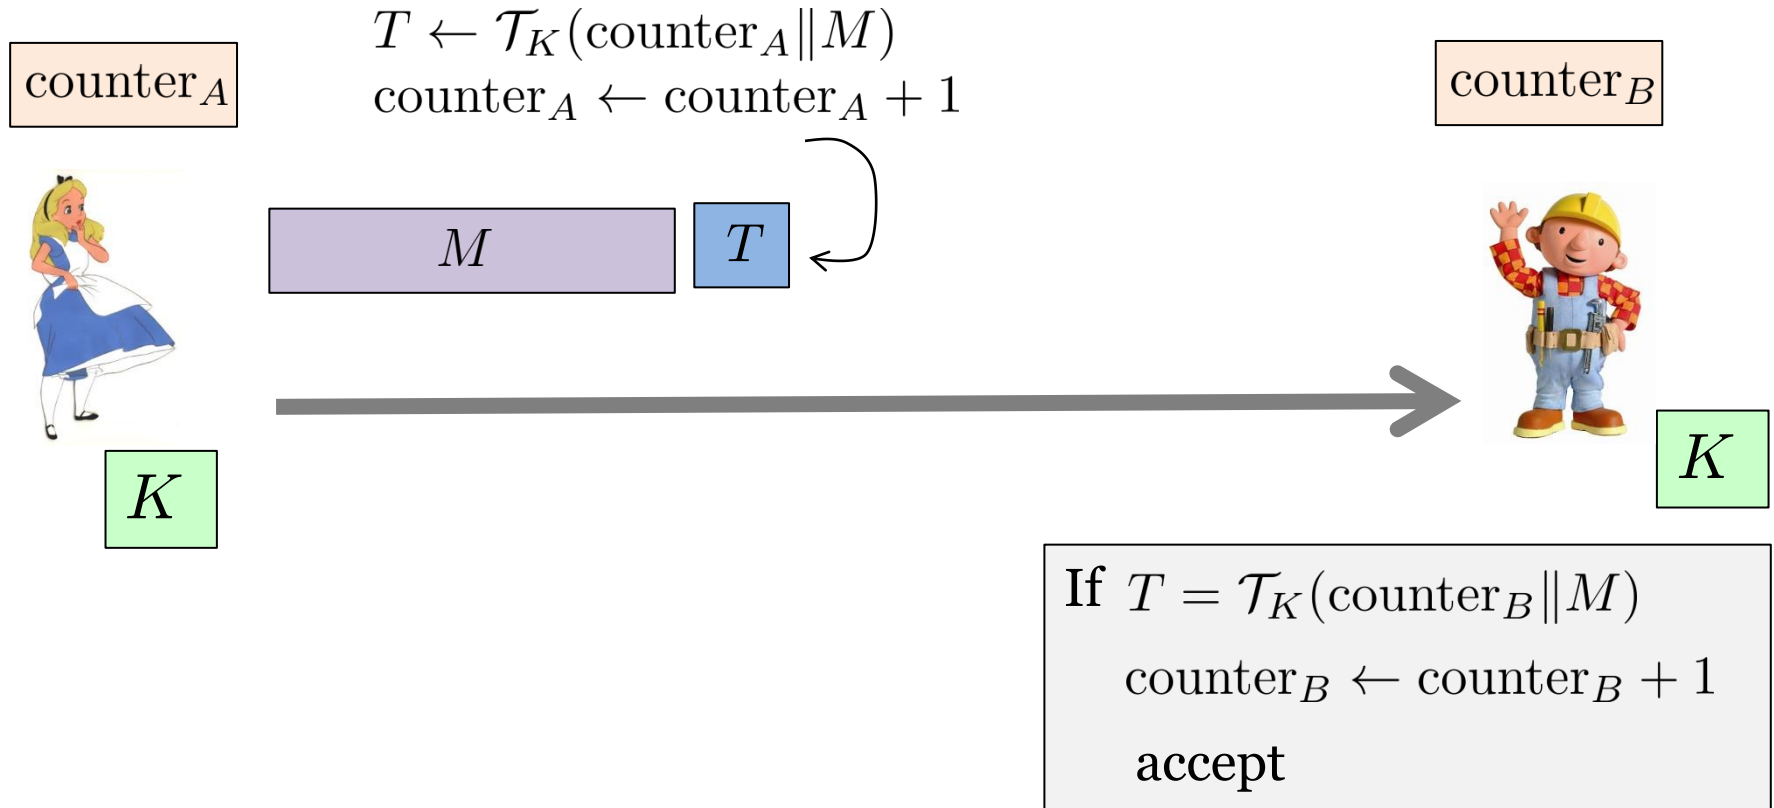 T ← 𝒯_K(counter_A∥M)
counter_A ← counter_A + 1
counter_A
counter_B
M
T
K
K
If T = 𝒯_K(counter_B∥M)
counter_B ← counter_B + 1
accept